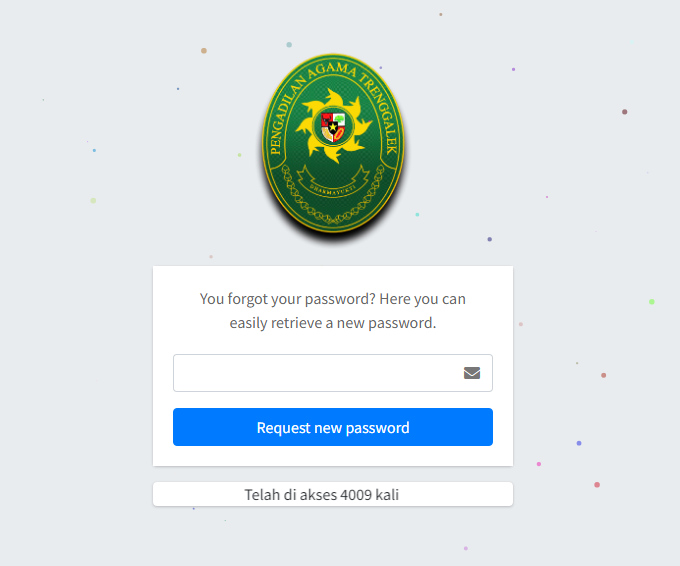 PENGADILAN AGAMA TRENGGALEK
DHARMAYUKTI
You forgot your password? Here you can
easily retrieve a new password.
Request new password
Telah di akses 4009 kali